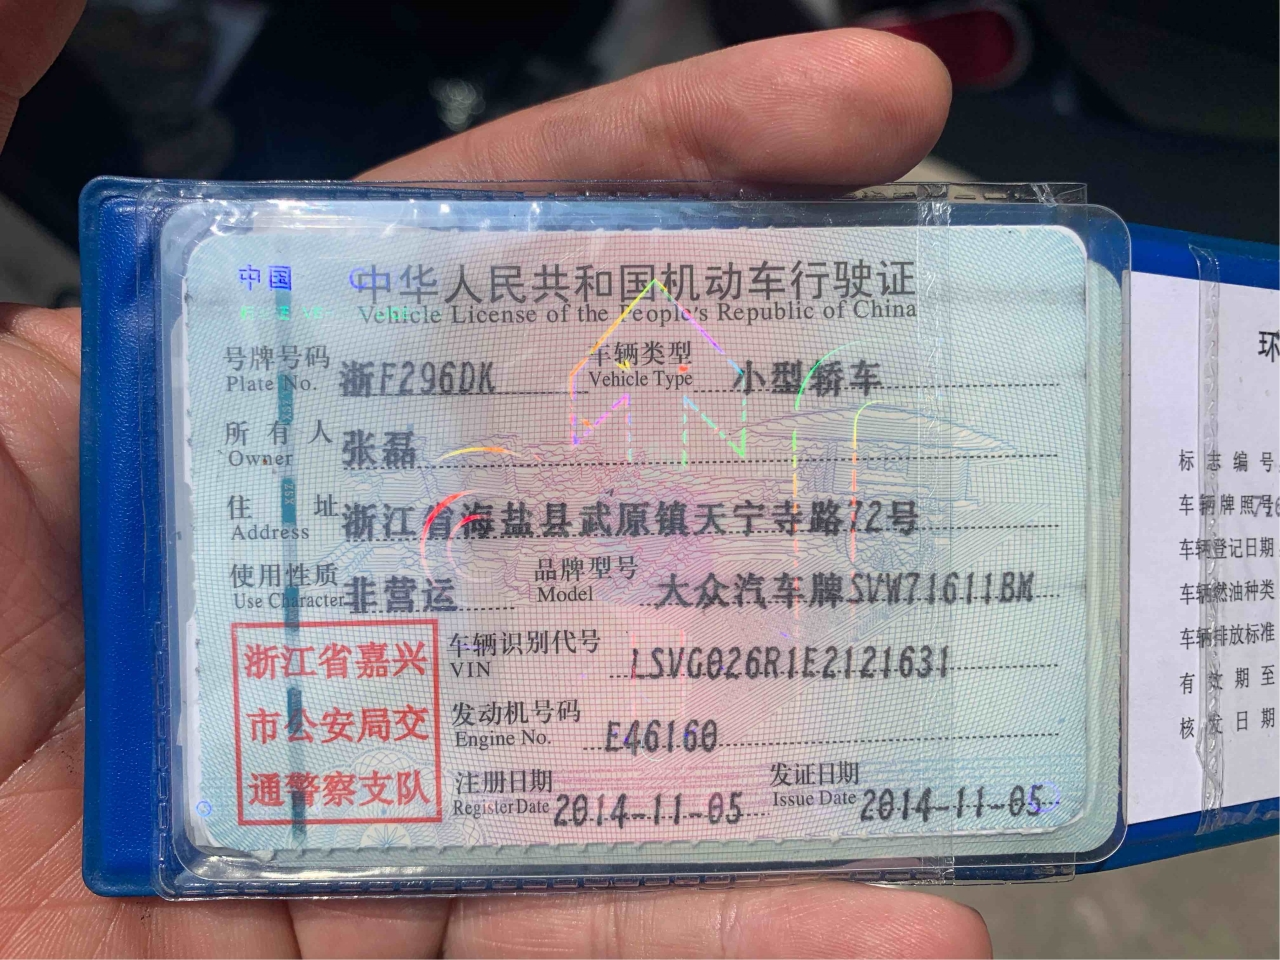 中国
中华人民共和国机动车行驶证
Vehicle License of the People's Republic of China
号牌号码 浙F296DK 车辆类型 小型轿车
Plate No. Vehicle Type
所有人 张磊
Owner
住址 浙江省海盐县武原镇天宁寺路72号
Address
使用性质 非营运 品牌型号 大众汽车牌SVW71611BM
Use Character Model
浙江省嘉兴
市公安局交
通警察支队
车辆识别代号 LSVG026R1E2121631
VIN
发动机号码 E46160
Engine No.
注册日期 2014-11-05 发证日期 2014-11-05
Register Date Issue Date
环
标志编号
车辆牌照号
车辆登记日期
车辆燃油种类
车辆排放标准
有效期至
核发日期